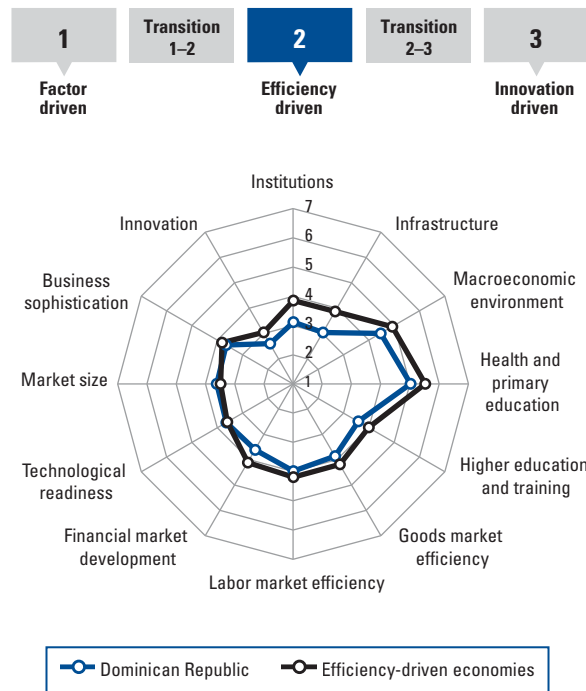 1
Transition
1–2
2
Transition
2–3
3
Factor
driven
Efficiency
driven
Innovation
driven
Institutions
Innovation
Infrastructure
Business
sophistication
Macroeconomic
environment
Market size
Health and
primary
education
Technological
readiness
Higher education
and training
Financial market
development
Goods market
efficiency
Labor market efficiency
7
6
5
4
3
2
1
Dominican Republic
Efficiency-driven economies